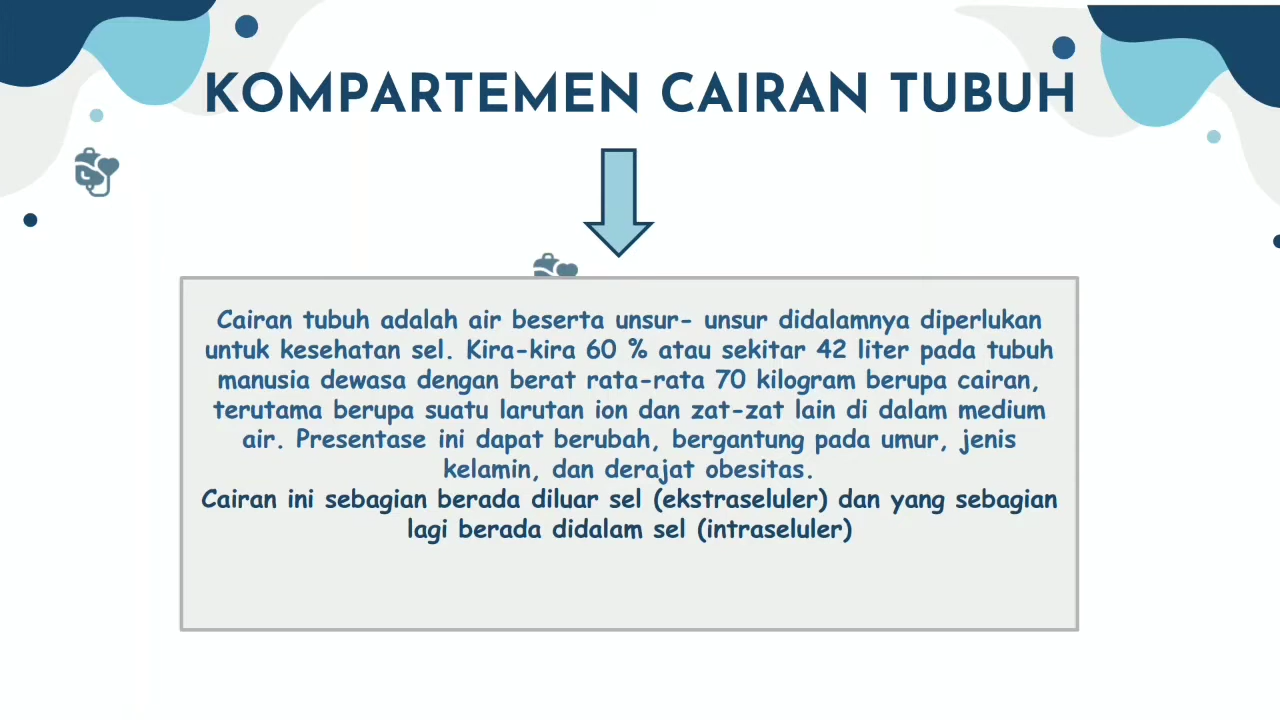 KOMPARTEMEN CAIRAN TUBUH
Cairan tubuh adalah air beserta unsur- unsur didalamnya diperlukan
untuk kesehatan sel. Kira-kira 60 % atau sekitar 42 liter pada tubuh
manusia dewasa dengan berat rata-rata 70 kilogram berupa cairan,
terutama berupa suatu larutan ion dan zat-zat lain di dalam medium
air. Presentase ini dapat berubah, bergantung pada umur, jenis
kelamin, dan derajat obesitas.
Cairan ini sebagian berada diluar sel (ekstraseluler) dan yang sebagian
lagi berada didalam sel (intraseluler)